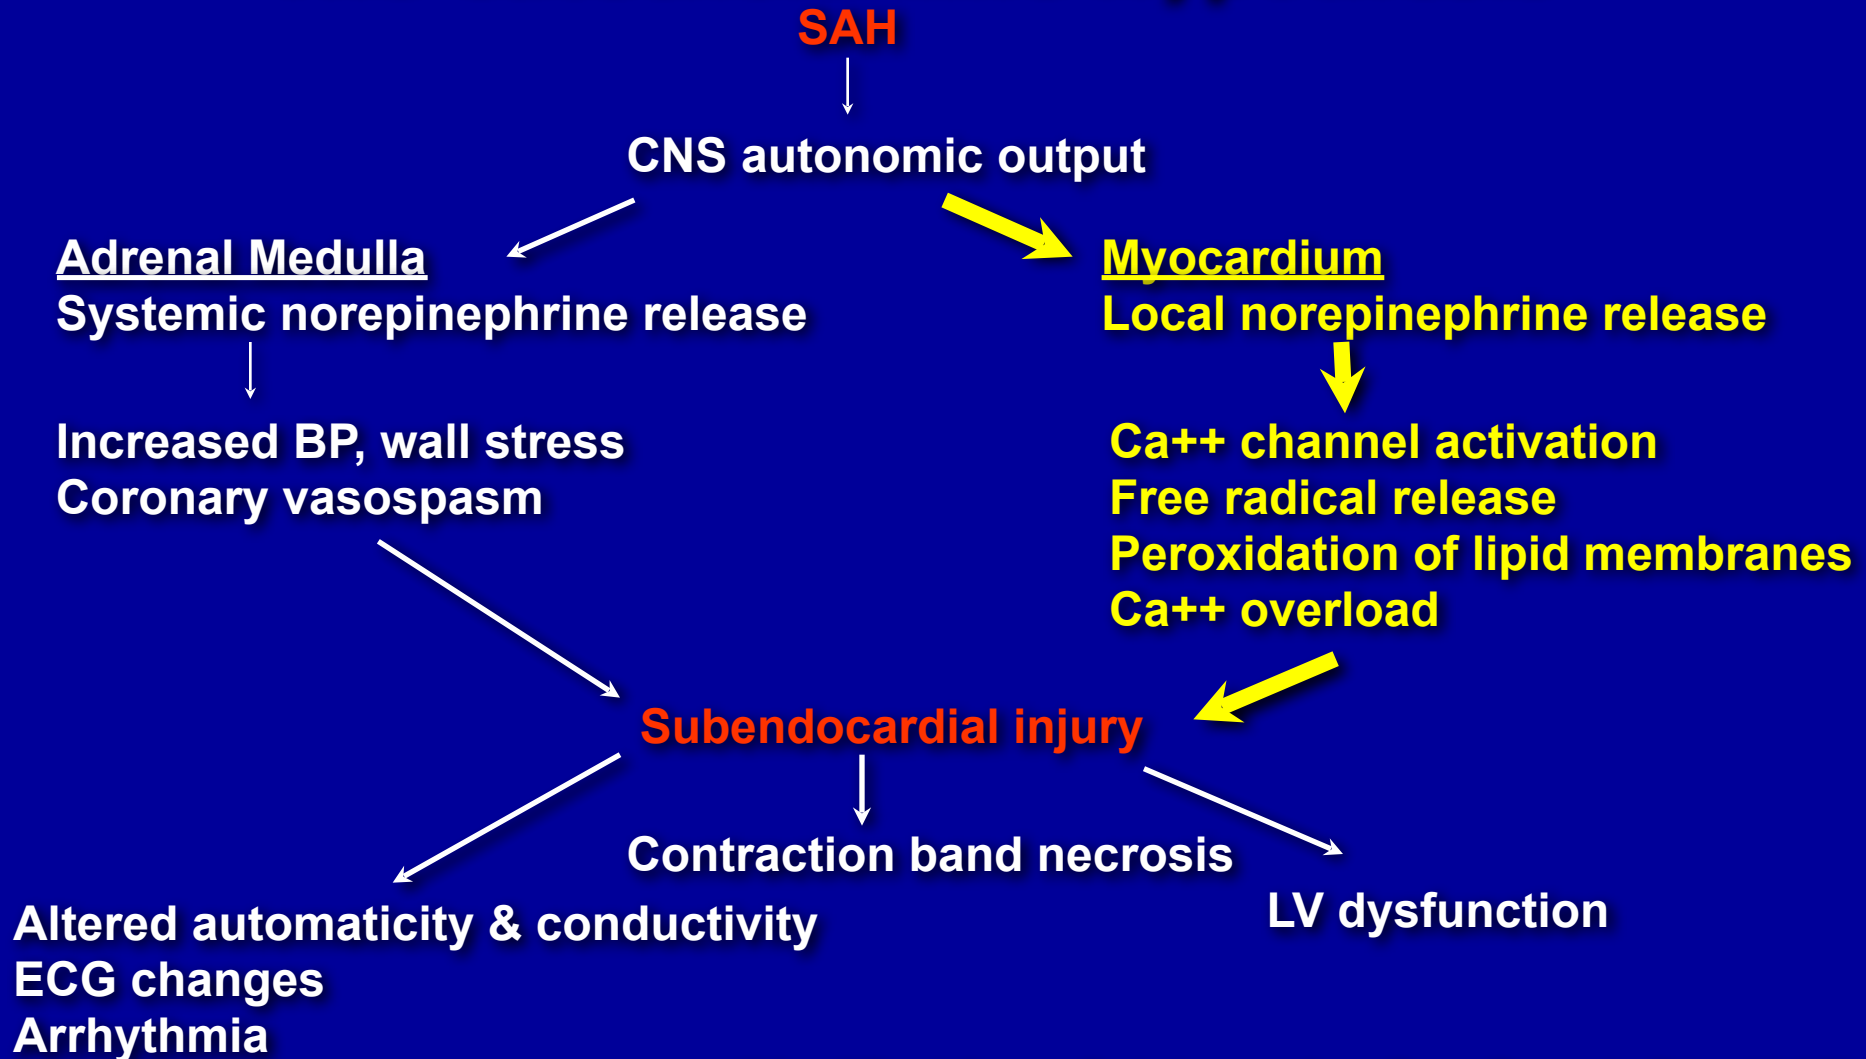 SAH
CNS autonomic output
Adrenal Medulla
Systemic norepinephrine release
Myocardium
Local norepinephrine release
Increased BP, wall stress
Coronary vasospasm
Ca++ channel activation
Free radical release
Peroxidation of lipid membranes
Ca++ overload
Subendocardial injury
Contraction band necrosis
LV dysfunction
Altered automaticity & conductivity
ECG changes
Arrhythmia